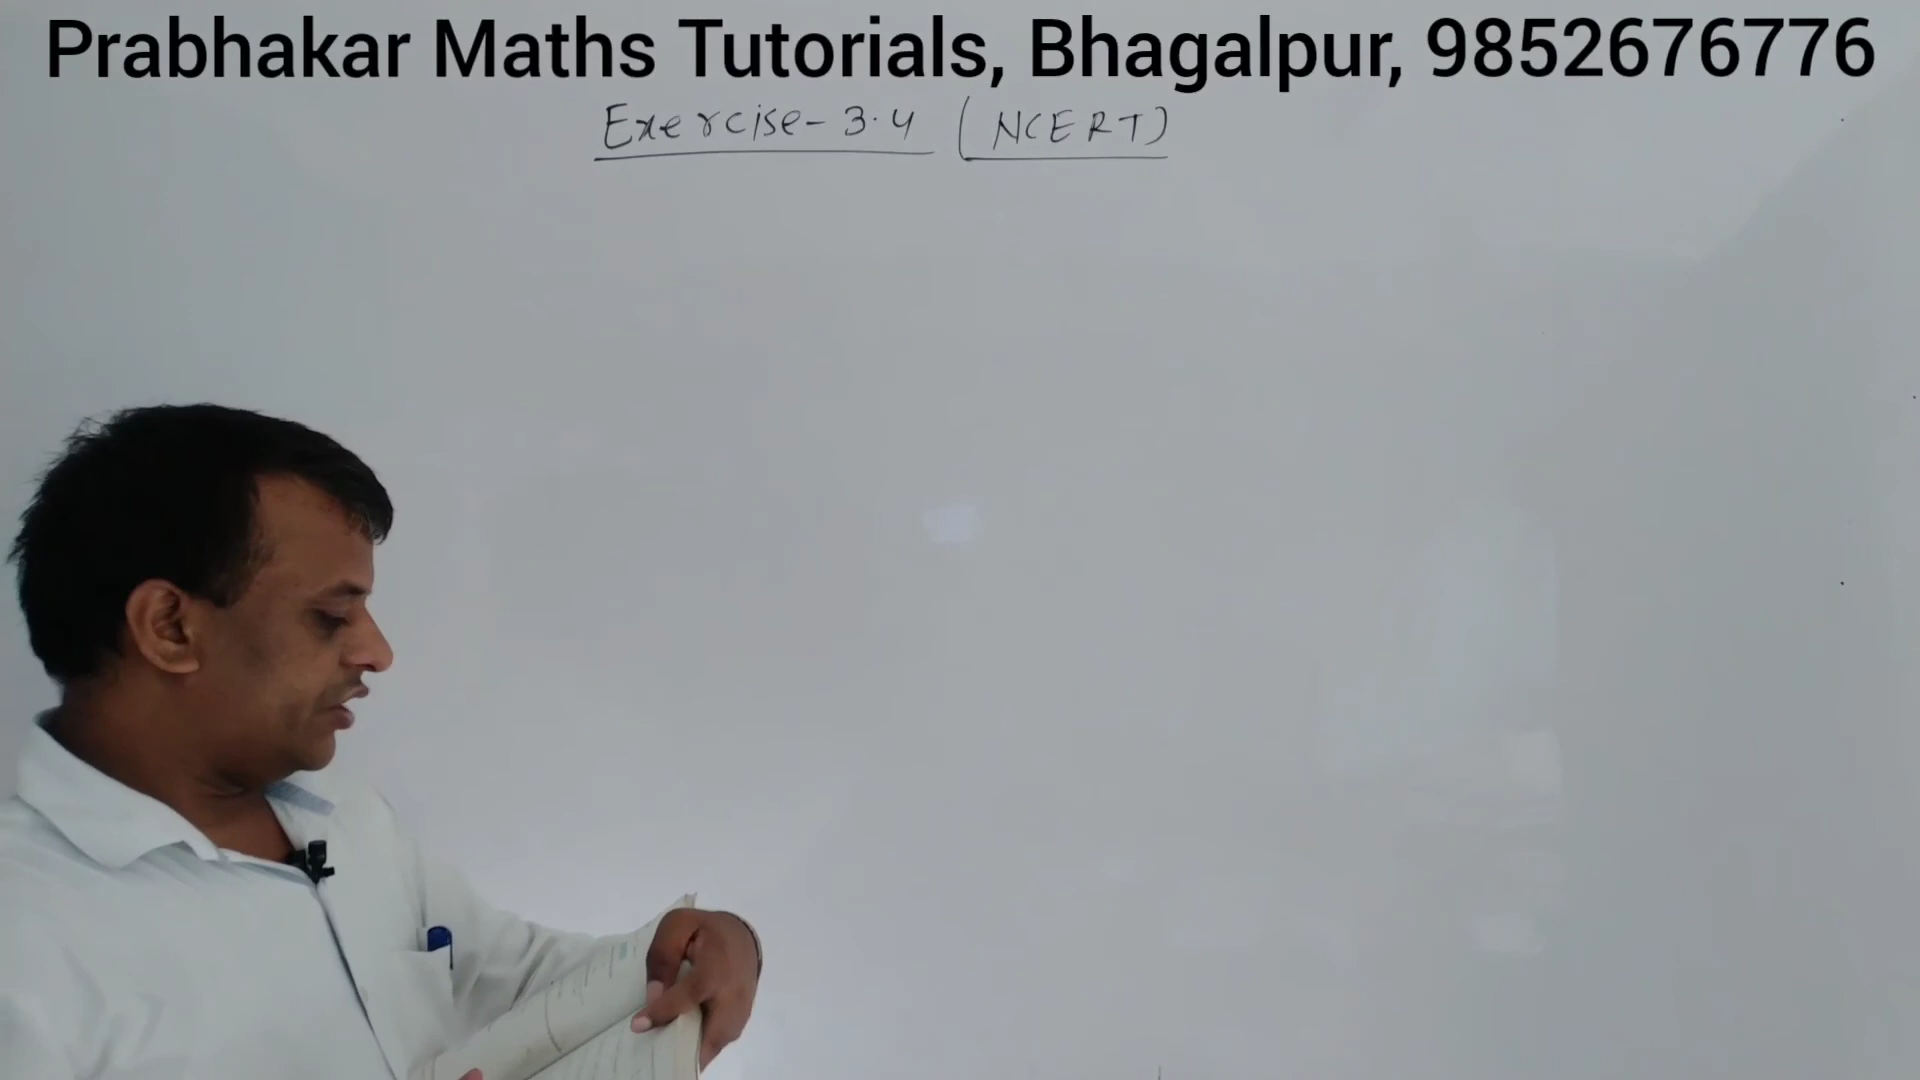 Prabhakar Maths Tutorials, Bhagalpur, 9852676776
Exercise-3.4 (NCERT)